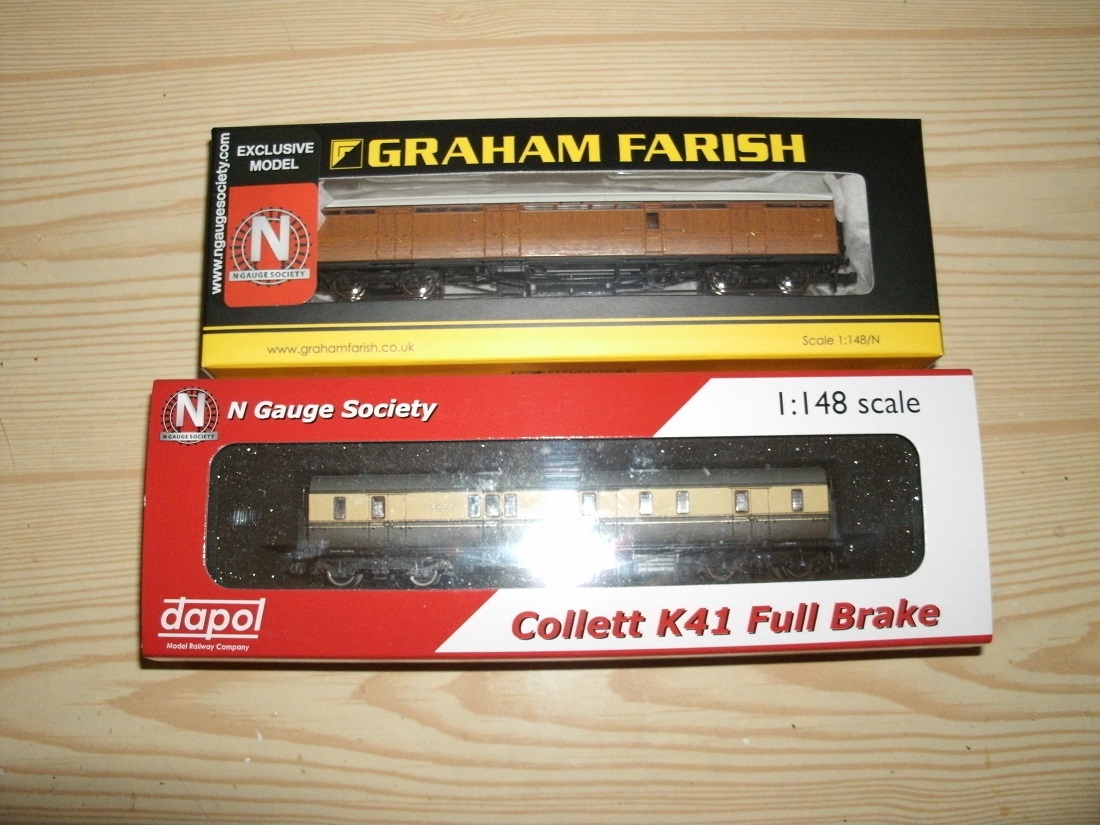 www.ngaugesociety.com
EXCLUSIVE
MODEL
N
N GAUGE SOCIETY
GRAHAM FARISH
www.grahamfarish.co.uk
Scale 1:148/N
N
N GAUGE SOCIETY
N Gauge Society
1:148 scale
dapol
Model Railway Company
Collett K41 Full Brake